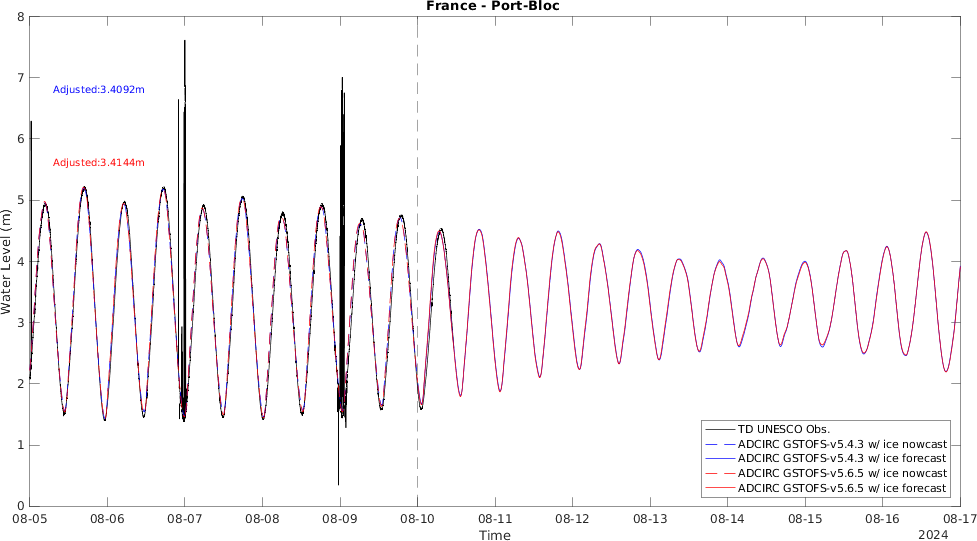 France - Port-Bloc
8
7
6
5
4
3
2
1
0
Water Level (m)
Adjusted:3.4092m
Adjusted:3.4144m
TD UNESCO Obs.
ADCIRC GSTOFS-v5.4.3 w/ ice nowcast
ADCIRC GSTOFS-v5.4.3 w/ ice forecast
ADCIRC GSTOFS-v5.6.5 w/ ice nowcast
ADCIRC GSTOFS-v5.6.5 w/ ice forecast
08-05 08-06 08-07 08-08 08-09 08-10 08-11 08-12 08-13 08-14 08-15 08-16 08-17
Time
2024